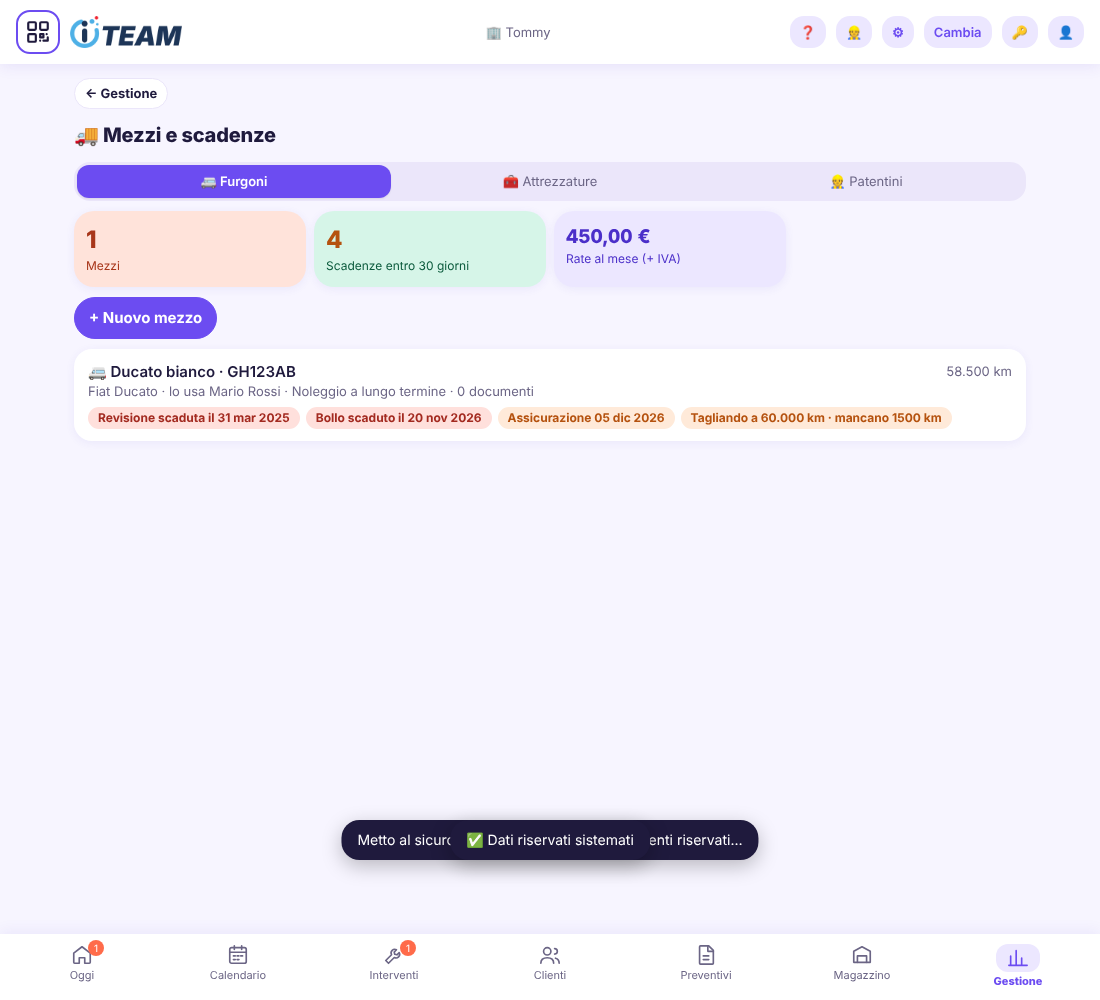 iTEAM
🏢 Tommy
❓ 👷 ⚙ Cambia 🔑 👤
← Gestione
🚚 Mezzi e scadenze
🚐 Furgoni
🧰 Attrezzature
👷 Patentini
1
Mezzi
4
Scadenze entro 30 giorni
450,00 €
Rate al mese (+ IVA)
+ Nuovo mezzo
🚐 Ducato bianco · GH123AB
58.500 km
Fiat Ducato · lo usa Mario Rossi · Noleggio a lungo termine · 0 documenti
Revisione scaduta il 31 mar 2025
Bollo scaduto il 20 nov 2026
Assicurazione 05 dic 2026
Tagliando a 60.000 km · mancano 1500 km
Metto al
✅ Dati riservati sistemati
riservati…
1
Oggi
Calendario
1
Interventi
Clienti
Preventivi
Magazzino
Gestione